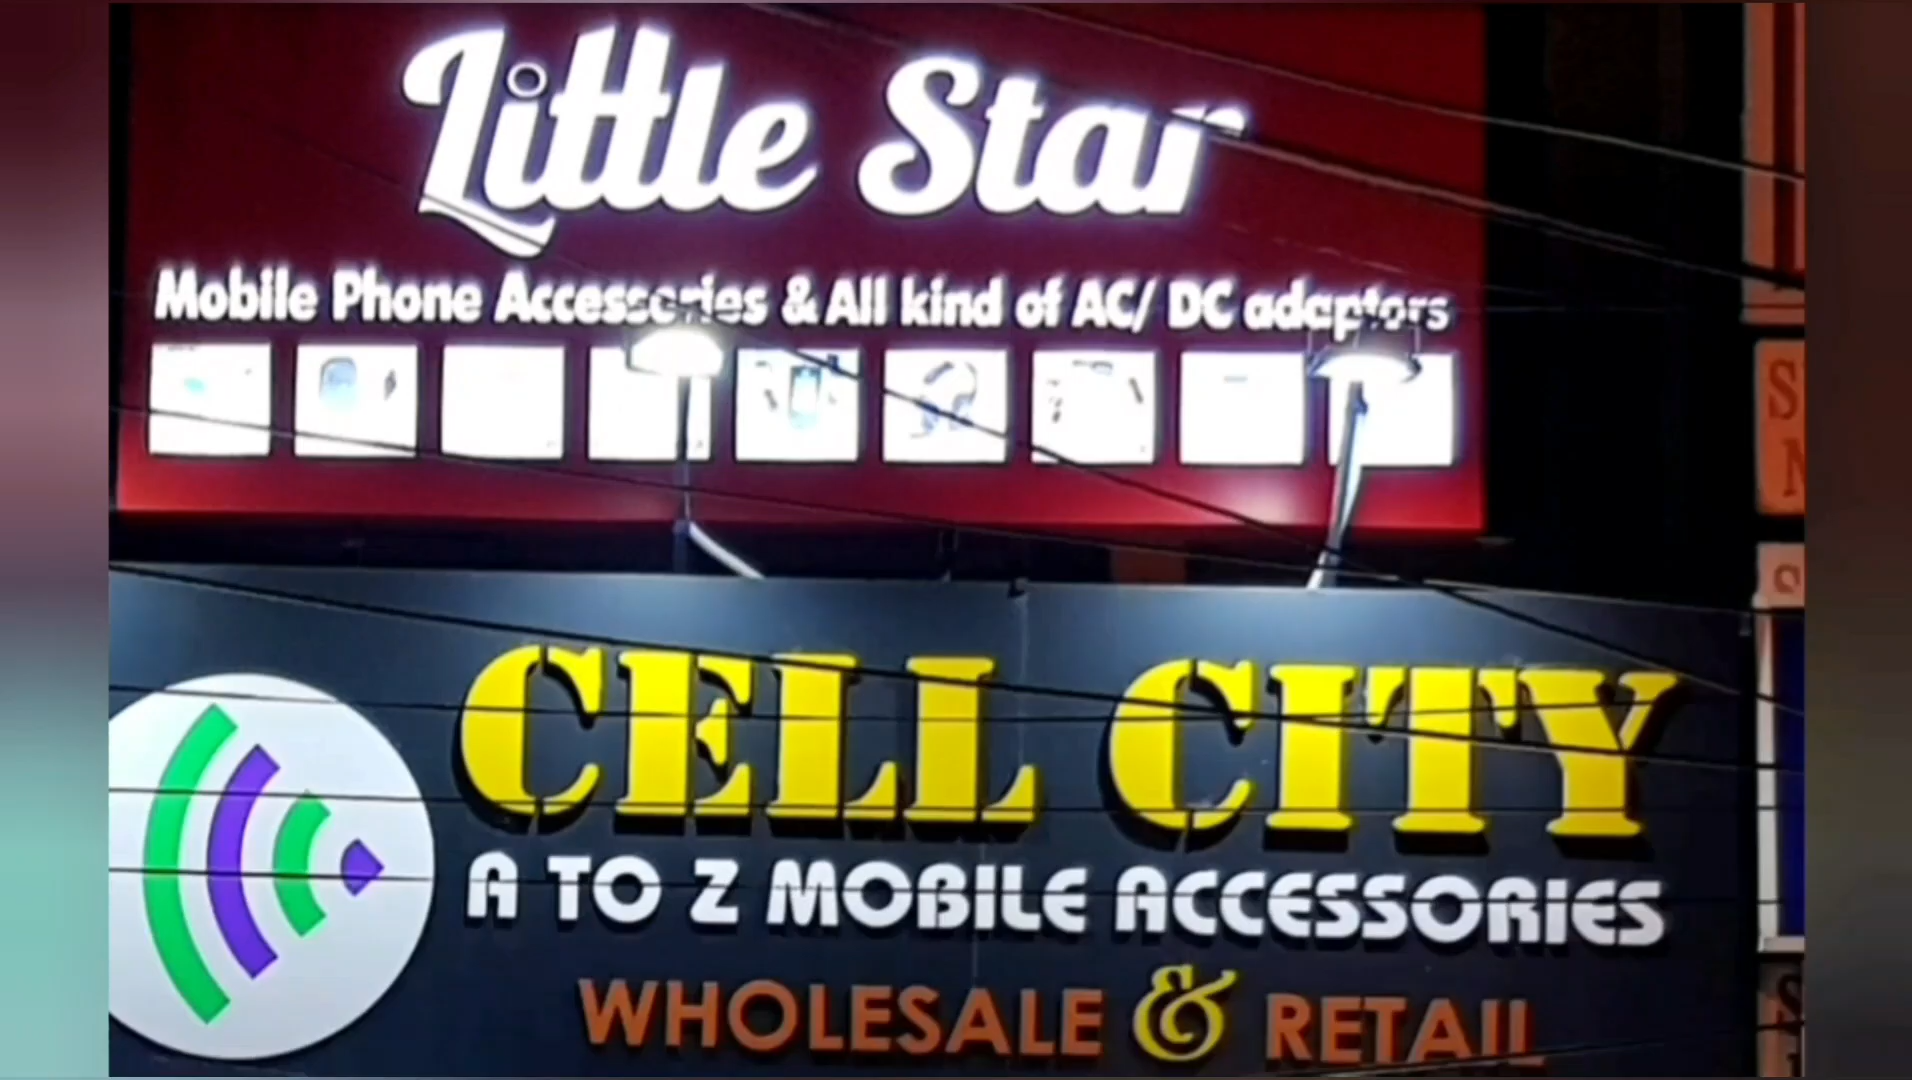 Little Star
Mobile Phone Accessories & All kind of AC/ DC adaptors
CELL CITY
A TO Z MOBILE ACCESSORIES
WHOLESALE & RETAIL